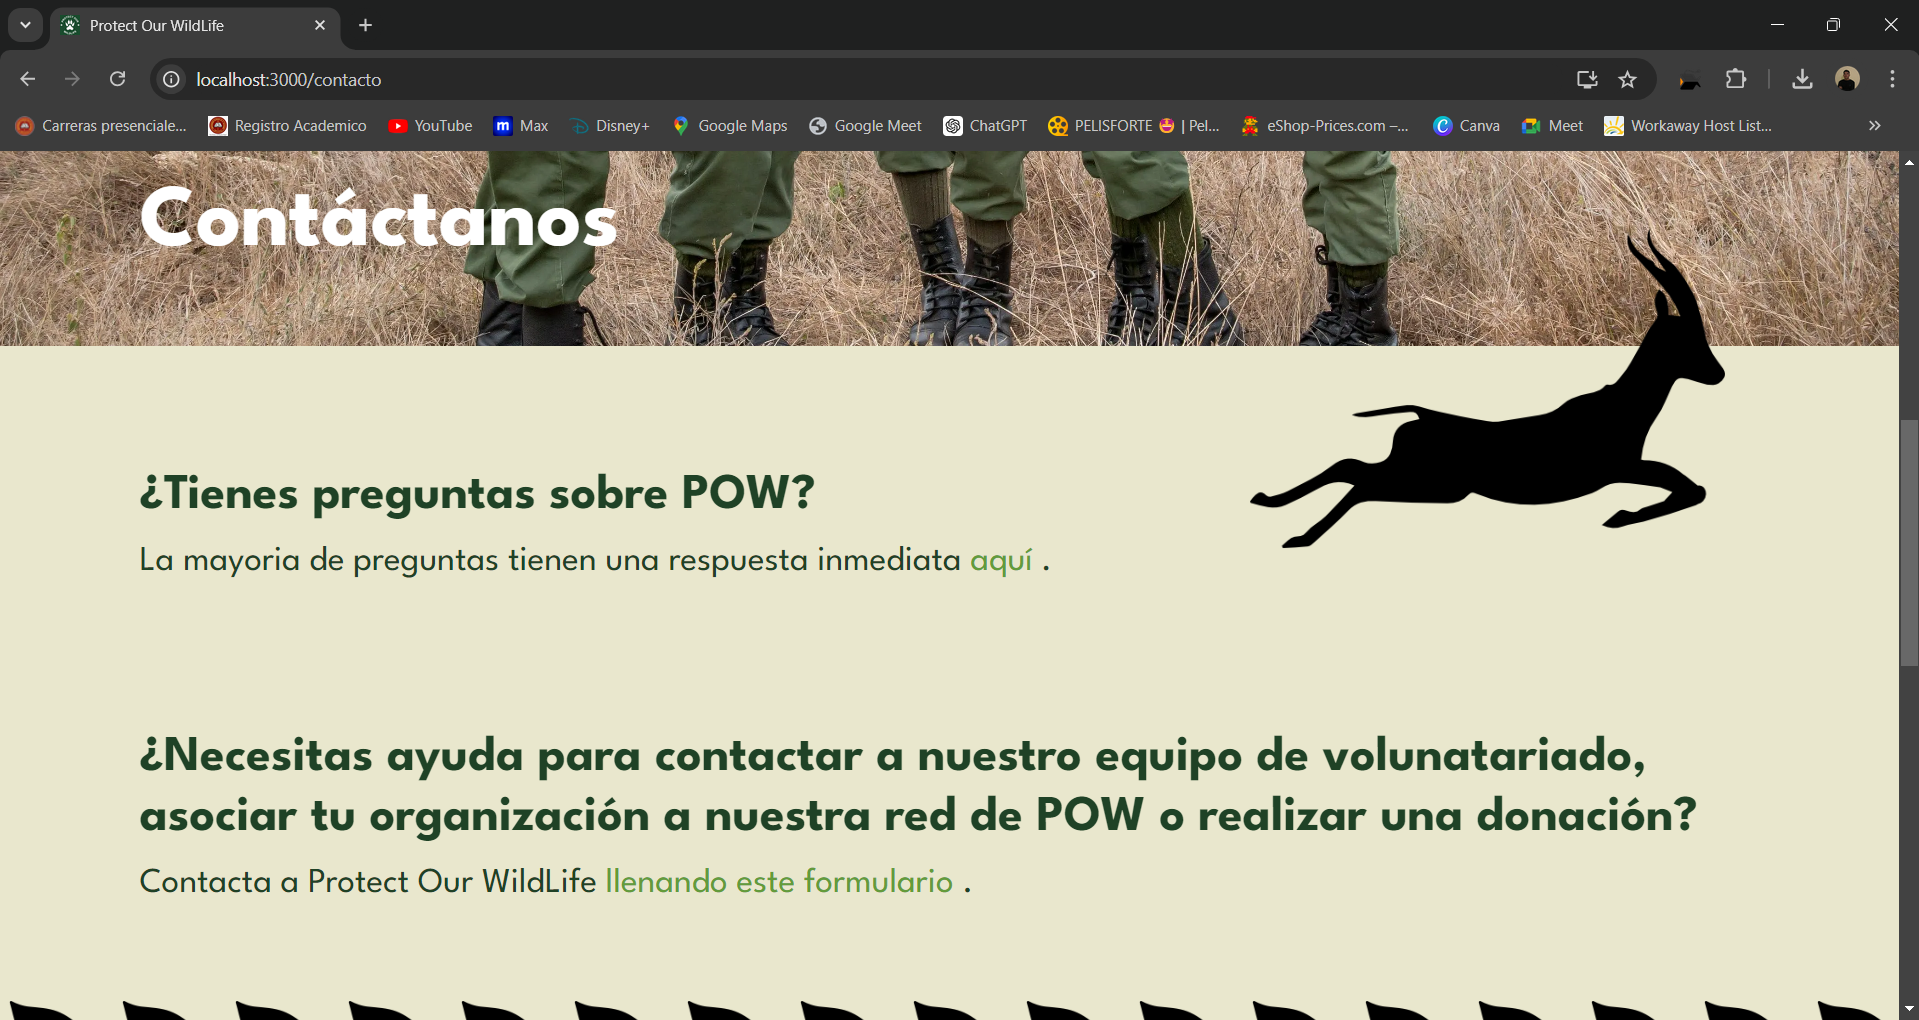 Protect Our WildLife
localhost:3000/contacto
Carreras presenciale... Registro Academico YouTube Max Disney+ Google Maps Google Meet ChatGPT PELISFORTE 🤩 | Pel... eShop-Prices.com –... Canva Meet Workaway Host List...
Contáctanos
¿Tienes preguntas sobre POW?
La mayoria de preguntas tienen una respuesta inmediata aquí .
¿Necesitas ayuda para contactar a nuestro equipo de volunatariado,
asociar tu organización a nuestra red de POW o realizar una donación?
Contacta a Protect Our WildLife llenando este formulario .